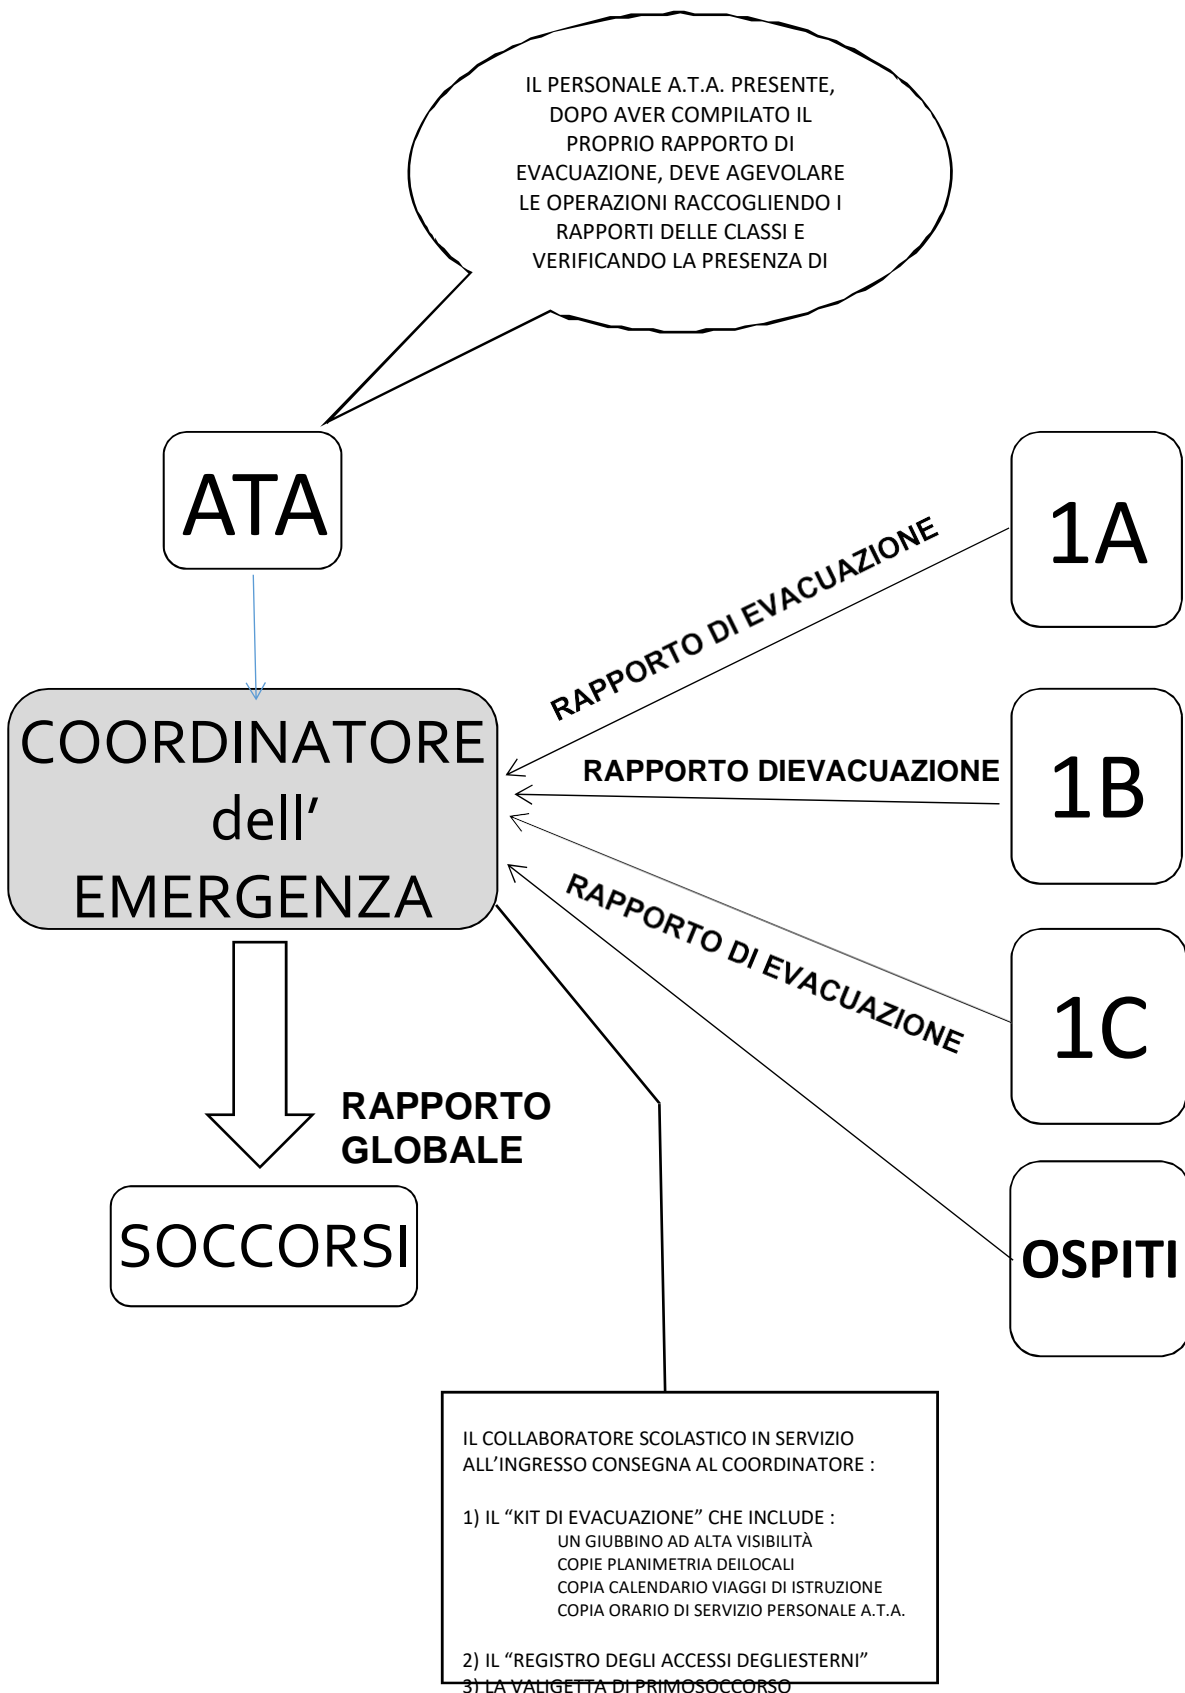 IL PERSONALE A.T.A. PRESENTE,
DOPO AVER COMPILATO IL
PROPRIO RAPPORTO DI
EVACUAZIONE, DEVE AGEVOLARE
LE OPERAZIONI RACCOGLIENDO I
RAPPORTI DELLE CLASSI E
VERIFICANDO LA PRESENZA DI
ATA
1A
RAPPORTO DI EVACUAZIONE
COORDINATORE
dell'
EMERGENZA
RAPPORTO DIEVACUAZIONE
1B
RAPPORTO DI EVACUAZIONE
1C
RAPPORTO
GLOBALE
SOCCORSI
OSPITI
IL COLLABORATORE SCOLASTICO IN SERVIZIO
ALL’INGRESSO CONSEGNA AL COORDINATORE :
1) IL “KIT DI EVACUAZIONE” CHE INCLUDE :
UN GIUBBINO AD ALTA VISIBILITÀ
COPIE PLANIMETRIA DEILOCALI
COPIA CALENDARIO VIAGGI DI ISTRUZIONE
COPIA ORARIO DI SERVIZIO PERSONALE A.T.A.
2) IL “REGISTRO DEGLI ACCESSI DEGLIESTERNI”
3) LA VALIGETTA DI PRIMOSOCCORSO